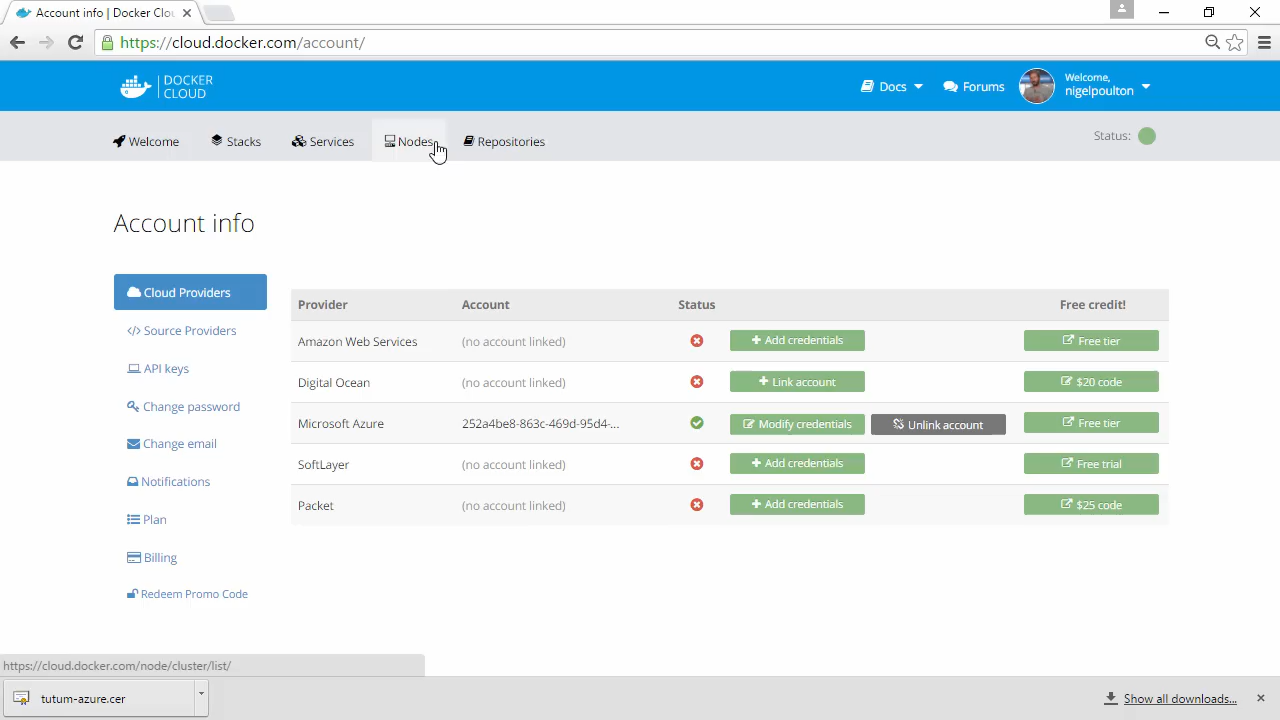 Account info | Docker Clou
https://cloud.docker.com/account/
DOCKER
CLOUD
Docs
Forums
Welcome,
nigelpoulton
Welcome
Stacks
Services
Nodes
Repositories
Status:
Account info
Cloud Providers
Source Providers
API keys
Change password
Change email
Notifications
Plan
Billing
Redeem Promo Code
Provider Account Status Free credit!
Amazon Web Services (no account linked) Add credentials Free tier
Digital Ocean (no account linked) Link account $20 code
Microsoft Azure 252a4be8-863c-469d-95d4-... Modify credentials Unlink account Free tier
SoftLayer (no account linked) Add credentials Free trial
Packet (no account linked) Add credentials $25 code
https://cloud.docker.com/node/cluster/list/
tutum-azure.cer
Show all downloads...